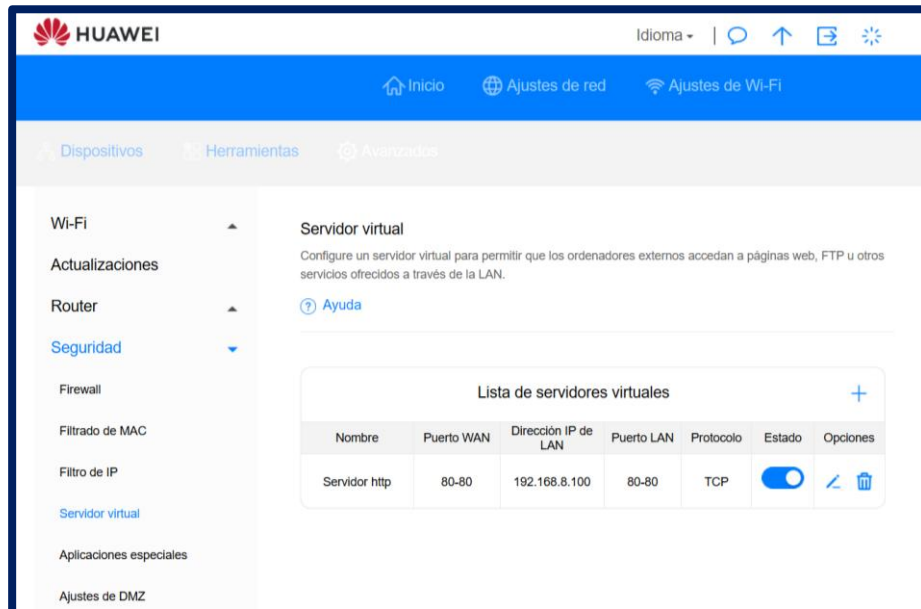 HUAWEI
Idioma
Inicio
Ajustes de red
Ajustes de Wi-Fi
Dispositivos
Herramientas
Avanzados
Wi-Fi
Actualizaciones
Router
Seguridad
Firewall
Filtrado de MAC
Filtro de IP
Servidor virtual
Aplicaciones especiales
Ajustes de DMZ
Servidor virtual
Configure un servidor virtual para permitir que los ordenadores externos accedan a páginas web, FTP u otros
servicios ofrecidos a través de la LAN.
? Ayuda
Lista de servidores virtuales
Nombre Puerto WAN Dirección IP de LAN Puerto LAN Protocolo Estado Opciones
Servidor http 80-80 192.168.8.100 80-80 TCP